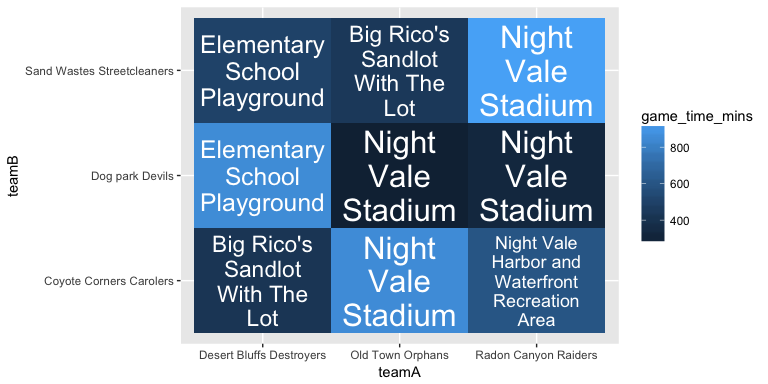 teamB
Sand Wastes Streetcleaners
Dog park Devils
Coyote Corners Carolers
Elementary
School
Playground
Big Rico's
Sandlot
With The
Lot
Night
Vale
Stadium
Elementary
School
Playground
Night
Vale
Stadium
Night
Vale
Stadium
Big Rico's
Sandlot
With The
Lot
Night
Vale
Stadium
Night Vale
Harbor and
Waterfront
Recreation
Area
Desert Bluffs Destroyers
Old Town Orphans
Radon Canyon Raiders
teamA
game_time_mins
800
600
400